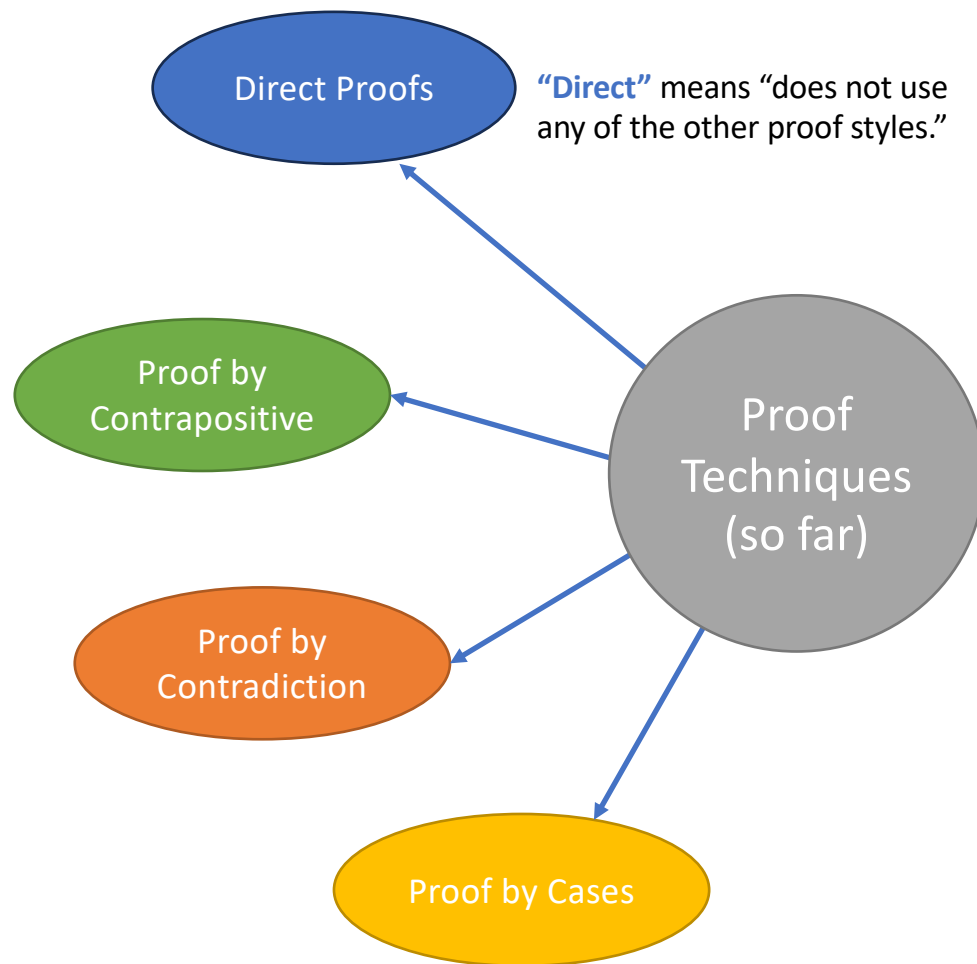 Direct Proofs
“Direct” means “does not use
any of the other proof styles.”
Proof by
Contrapositive
Proof
Techniques
(so far)
Proof by
Contradiction
Proof by Cases